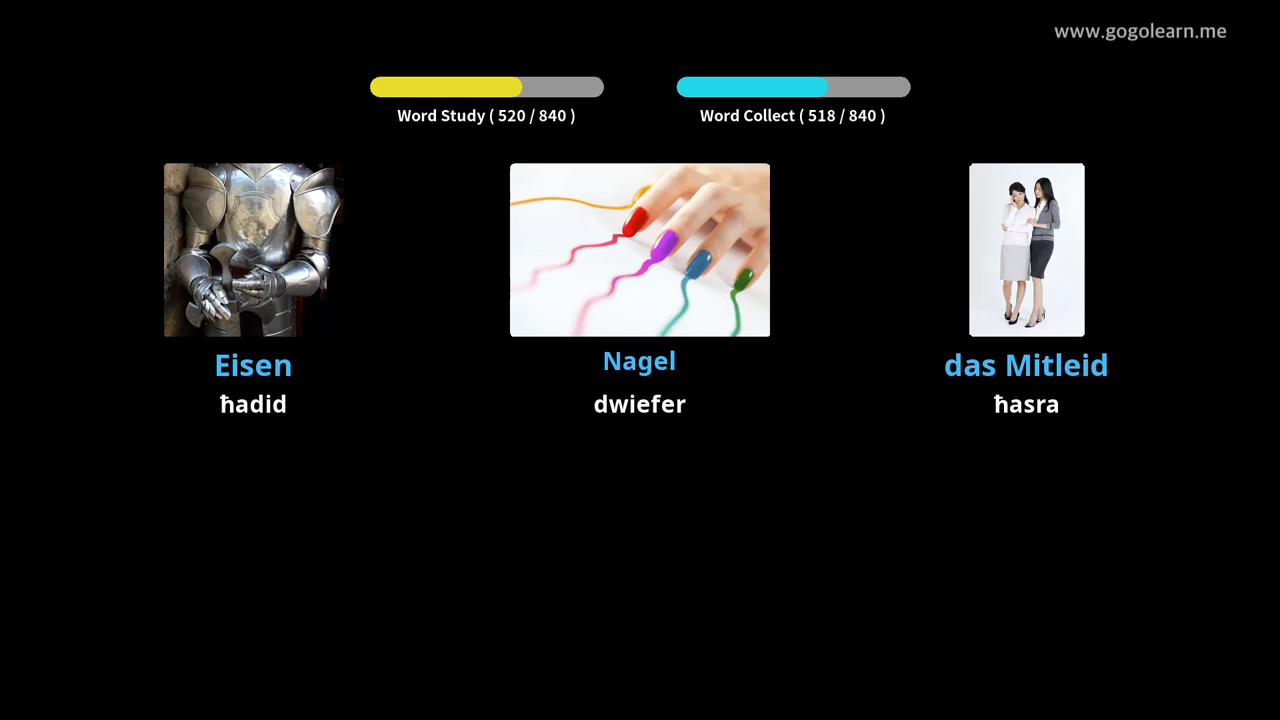 www.gogolearn.me
Word Study ( 520 / 840 )
Word Collect ( 518 / 840 )
Eisen
Nagel
das Mitleid
ħadid
dwiefer
ħasra